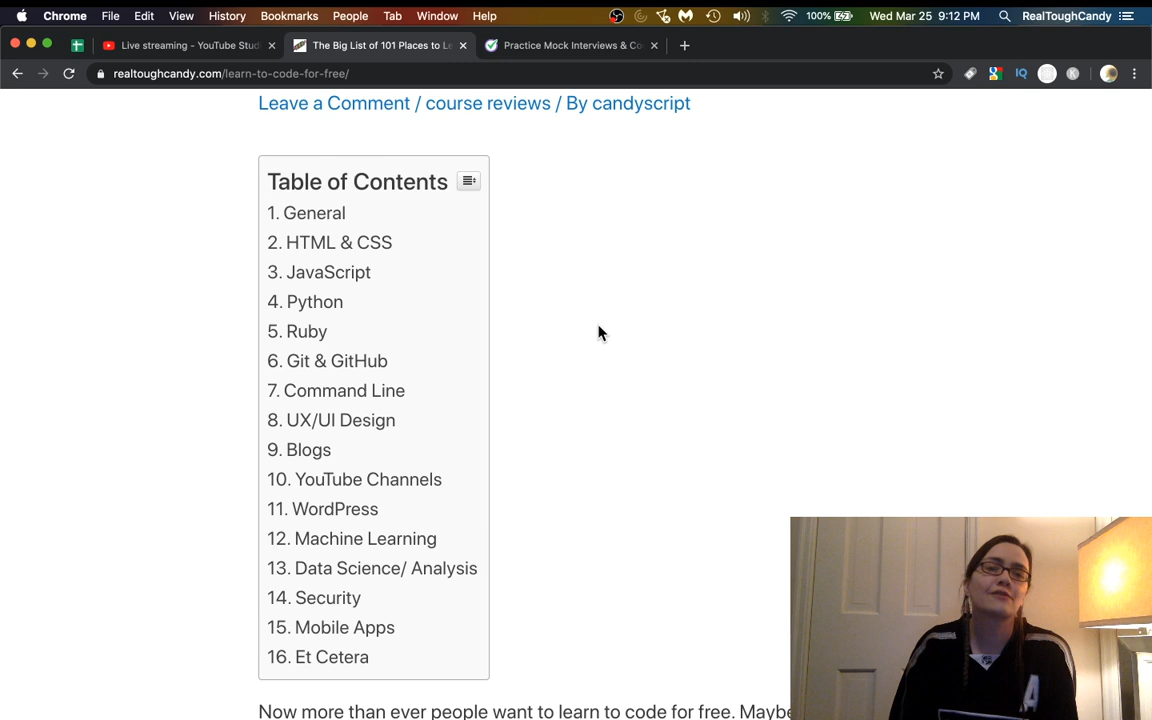 Chrome File Edit View History Bookmarks People Tab Window Help 100% Wed Mar 25 9:12 PM RealToughCandy
Live streaming - YouTube Stud
The Big List of 101 Places to Le
Practice Mock Interviews & Co
realtoughcandy.com/learn-to-code-for-free/
IQ
K
Leave a Comment / course reviews / By candyscript
Table of Contents
1. General
2. HTML & CSS
3. JavaScript
4. Python
5. Ruby
6. Git & GitHub
7. Command Line
8. UX/UI Design
9. Blogs
10. YouTube Channels
11. WordPress
12. Machine Learning
13. Data Science/ Analysis
14. Security
15. Mobile Apps
16. Et Cetera
A
Now more than ever people want to learn to code for free. Maybe